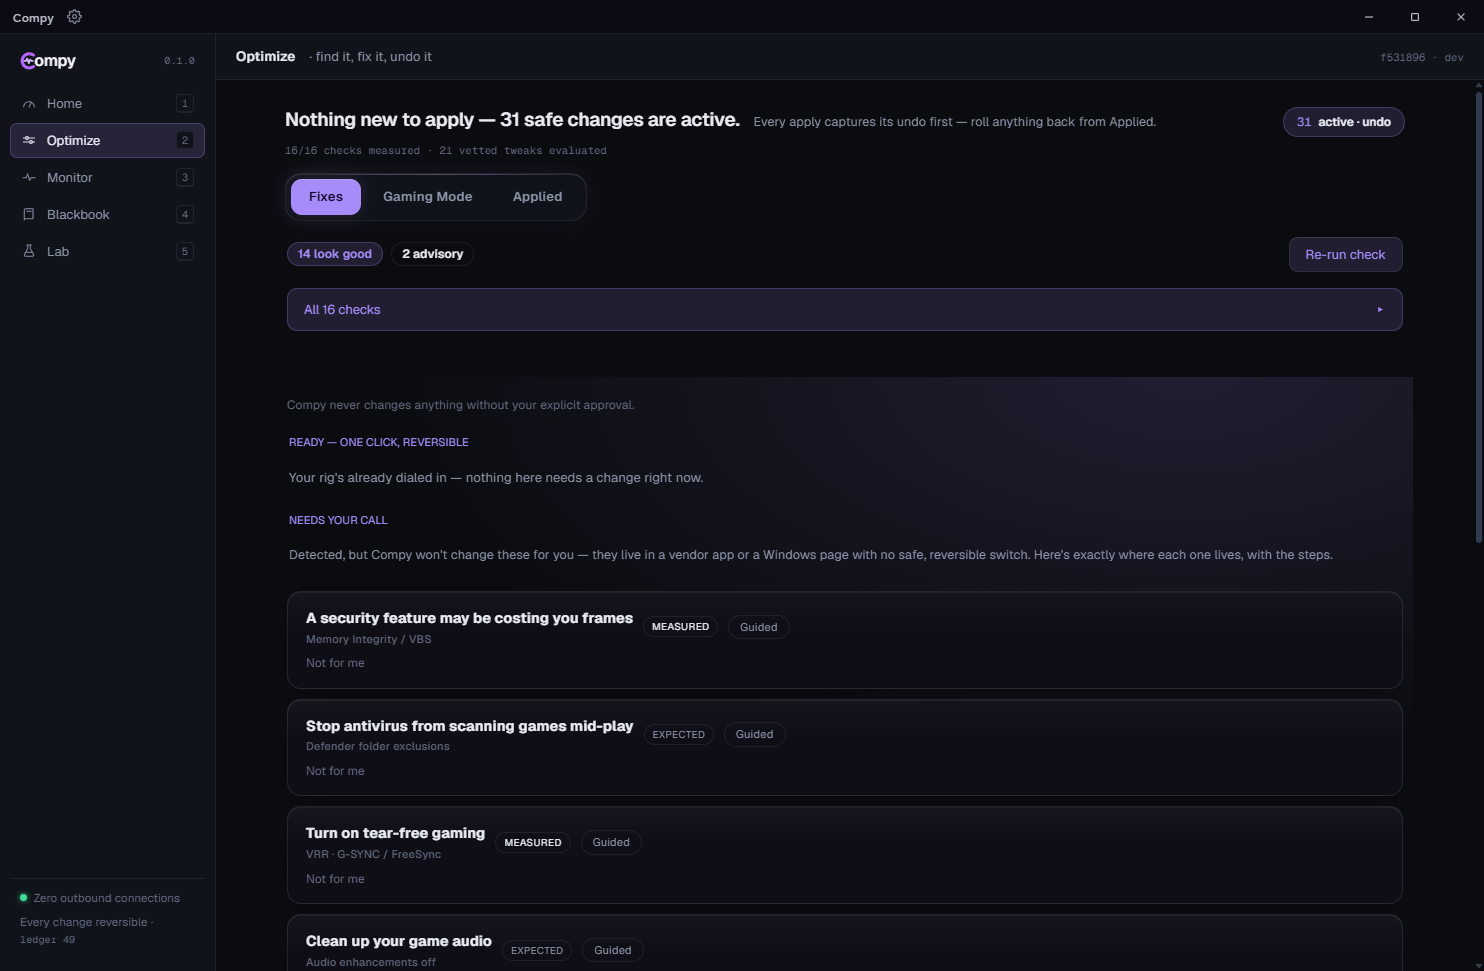 Compy
Compy
0.1.0
Home
1
Optimize
2
Monitor
3
Blackbook
4
Lab
5
Zero outbound connections
Every change reversible ·
ledger 49
Optimize · find it, fix it, undo it
f531896 · dev
Nothing new to apply — 31 safe changes are active. Every apply captures its undo first — roll anything back from Applied.
31 active · undo
16/16 checks measured · 21 vetted tweaks evaluated
Fixes Gaming Mode Applied
14 look good 2 advisory
Re-run check
All 16 checks
Compy never changes anything without your explicit approval.
READY — ONE CLICK, REVERSIBLE
Your rig's already dialed in — nothing here needs a change right now.
NEEDS YOUR CALL
Detected, but Compy won't change these for you — they live in a vendor app or a Windows page with no safe, reversible switch. Here's exactly where each one lives, with the steps.
A security feature may be costing you frames MEASURED Guided
Memory Integrity / VBS
Not for me
Stop antivirus from scanning games mid-play EXPECTED Guided
Defender folder exclusions
Not for me
Turn on tear-free gaming MEASURED Guided
VRR · G-SYNC / FreeSync
Not for me
Clean up your game audio EXPECTED Guided
Audio enhancements off